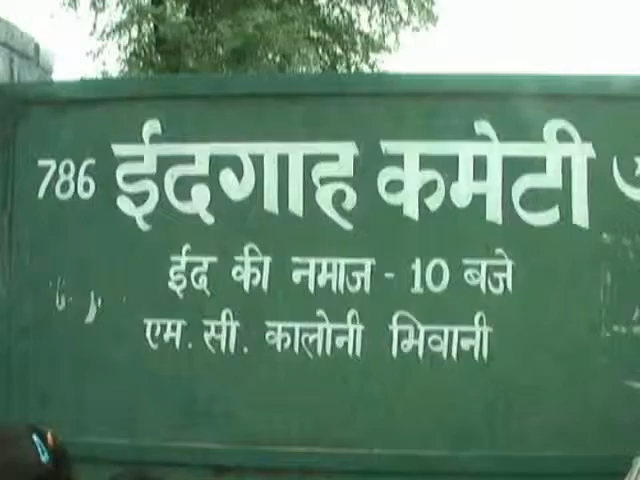 786 ईदगाह कमेटी
ईद की नमाज - 10 बजे
एम. सी. कालोनी भिवानी